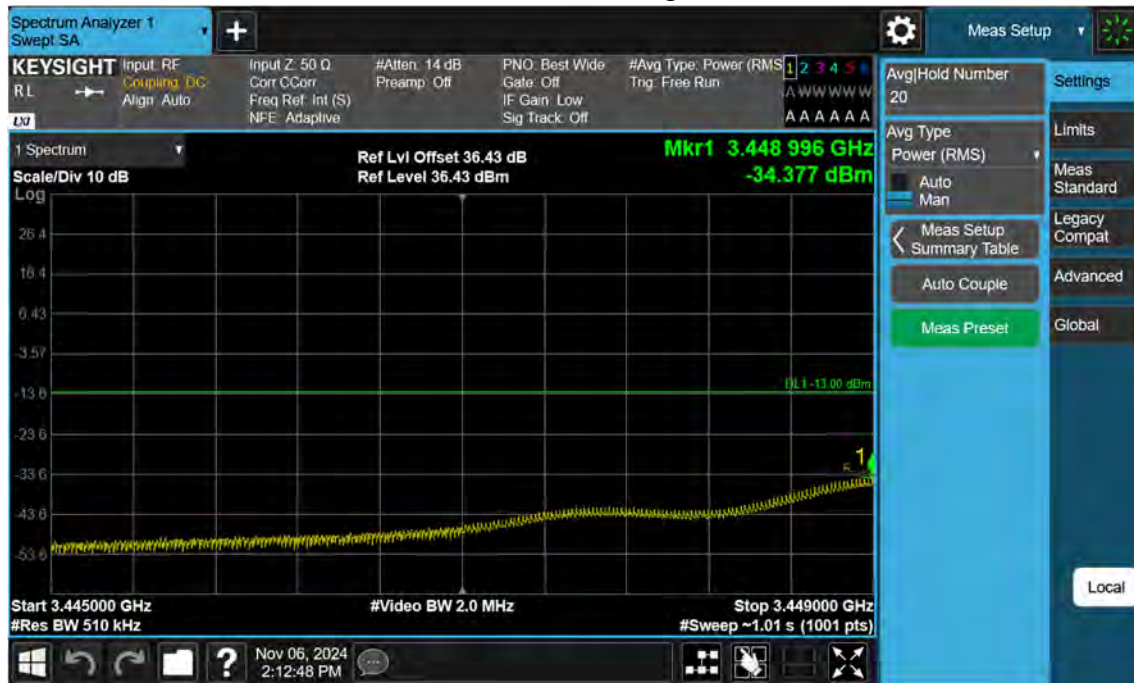 Spectrum Analyzer 1
Swept SA
+
Meas Setup
KEYSIGHT
RL
LXI
Input: RF
Coupling: DC
Align: Auto
Input Z: 50 Ω
Corr CCorr
Freq Ref: Int (S)
NFE: Adaptive
#Atten: 14 dB
Preamp: Off
PNO: Best Wide
Gate: Off
IF Gain: Low
Sig Track: Off
#Avg Type: Power (RMS
Trig: Free Run
1 2 3 4 5 6
A W W W W W
A A A A A A
1 Spectrum
Scale/Div 10 dB
Log
Ref Lvl Offset 36.43 dB
Ref Level 36.43 dBm
Mkr1 3.448 996 GHz
-34.377 dBm
26.4
16.4
6.43
-3.57
-13.6
-23.6
-33.6
-43.6
-53.6
DL1 -13.00 dBm
1
Start 3.445000 GHz
#Res BW 510 kHz
#Video BW 2.0 MHz
Stop 3.449000 GHz
#Sweep ~1.01 s (1001 pts)
Avg|Hold Number
20
Avg Type
Power (RMS)
Auto
Man
Meas Setup
Summary Table
Auto Couple
Meas Preset
Settings
Limits
Meas
Standard
Legacy
Compat
Advanced
Global
Local
?
Nov 06, 2024
2:12:48 PM